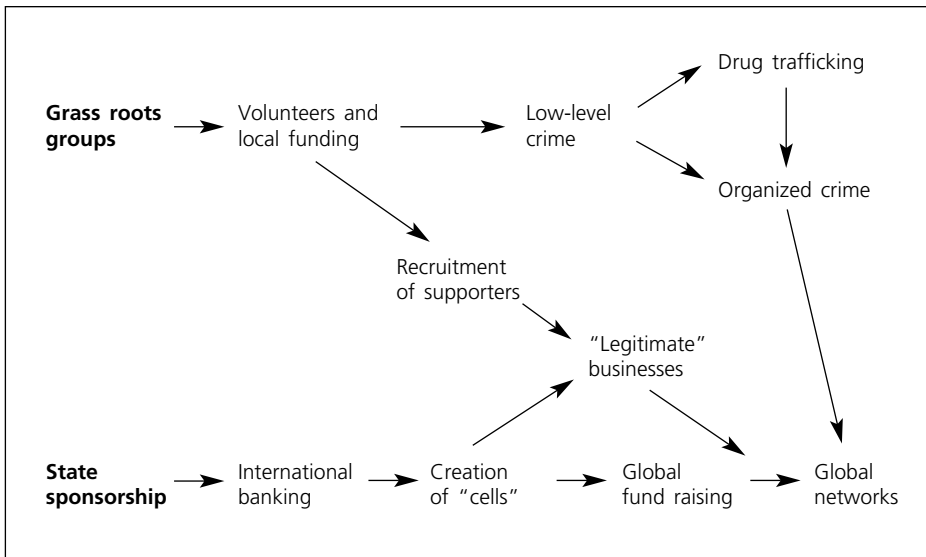 Drug trafficking
Grass roots
groups
Volunteers and
local funding
Low-level
crime
Organized crime
Recruitment
of supporters
“Legitimate”
businesses
State
sponsorship
International
banking
Creation
of “cells”
Global
fund raising
Global
networks